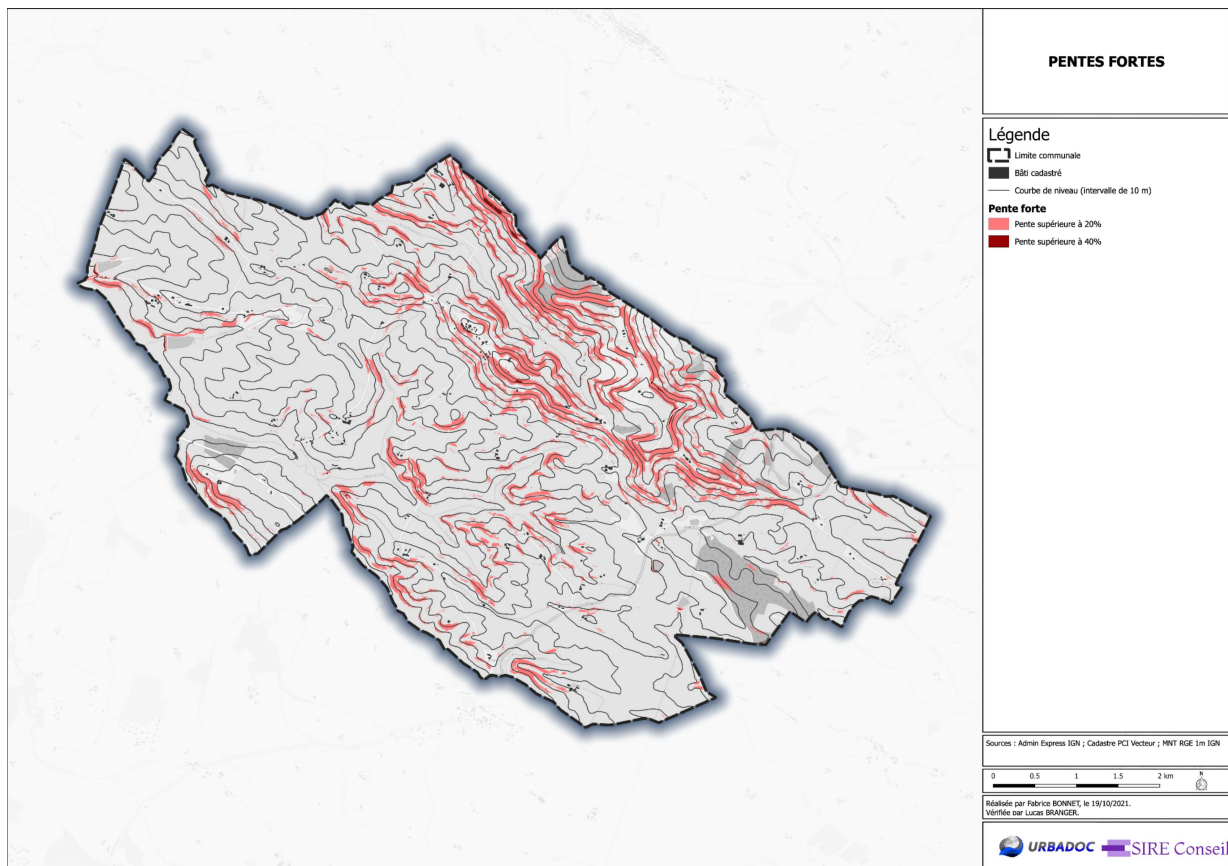 PENTES FORTES
Légende
Limite communale
Bâti cadastré
Courbe de niveau (intervalle de 10 m)
Pente forte
Pente supérieure à 20%
Pente supérieure à 40%
Sources : Admin Express IGN ; Cadastre PCI Vecteur ; MNT RGE 1m IGN
0 0.5 1 1.5 2 km
N
Réalisée par Fabrice BONNET, le 19/10/2021.
Vérifiée par Lucas BRANGER.
URBADOC SIRE Conseil